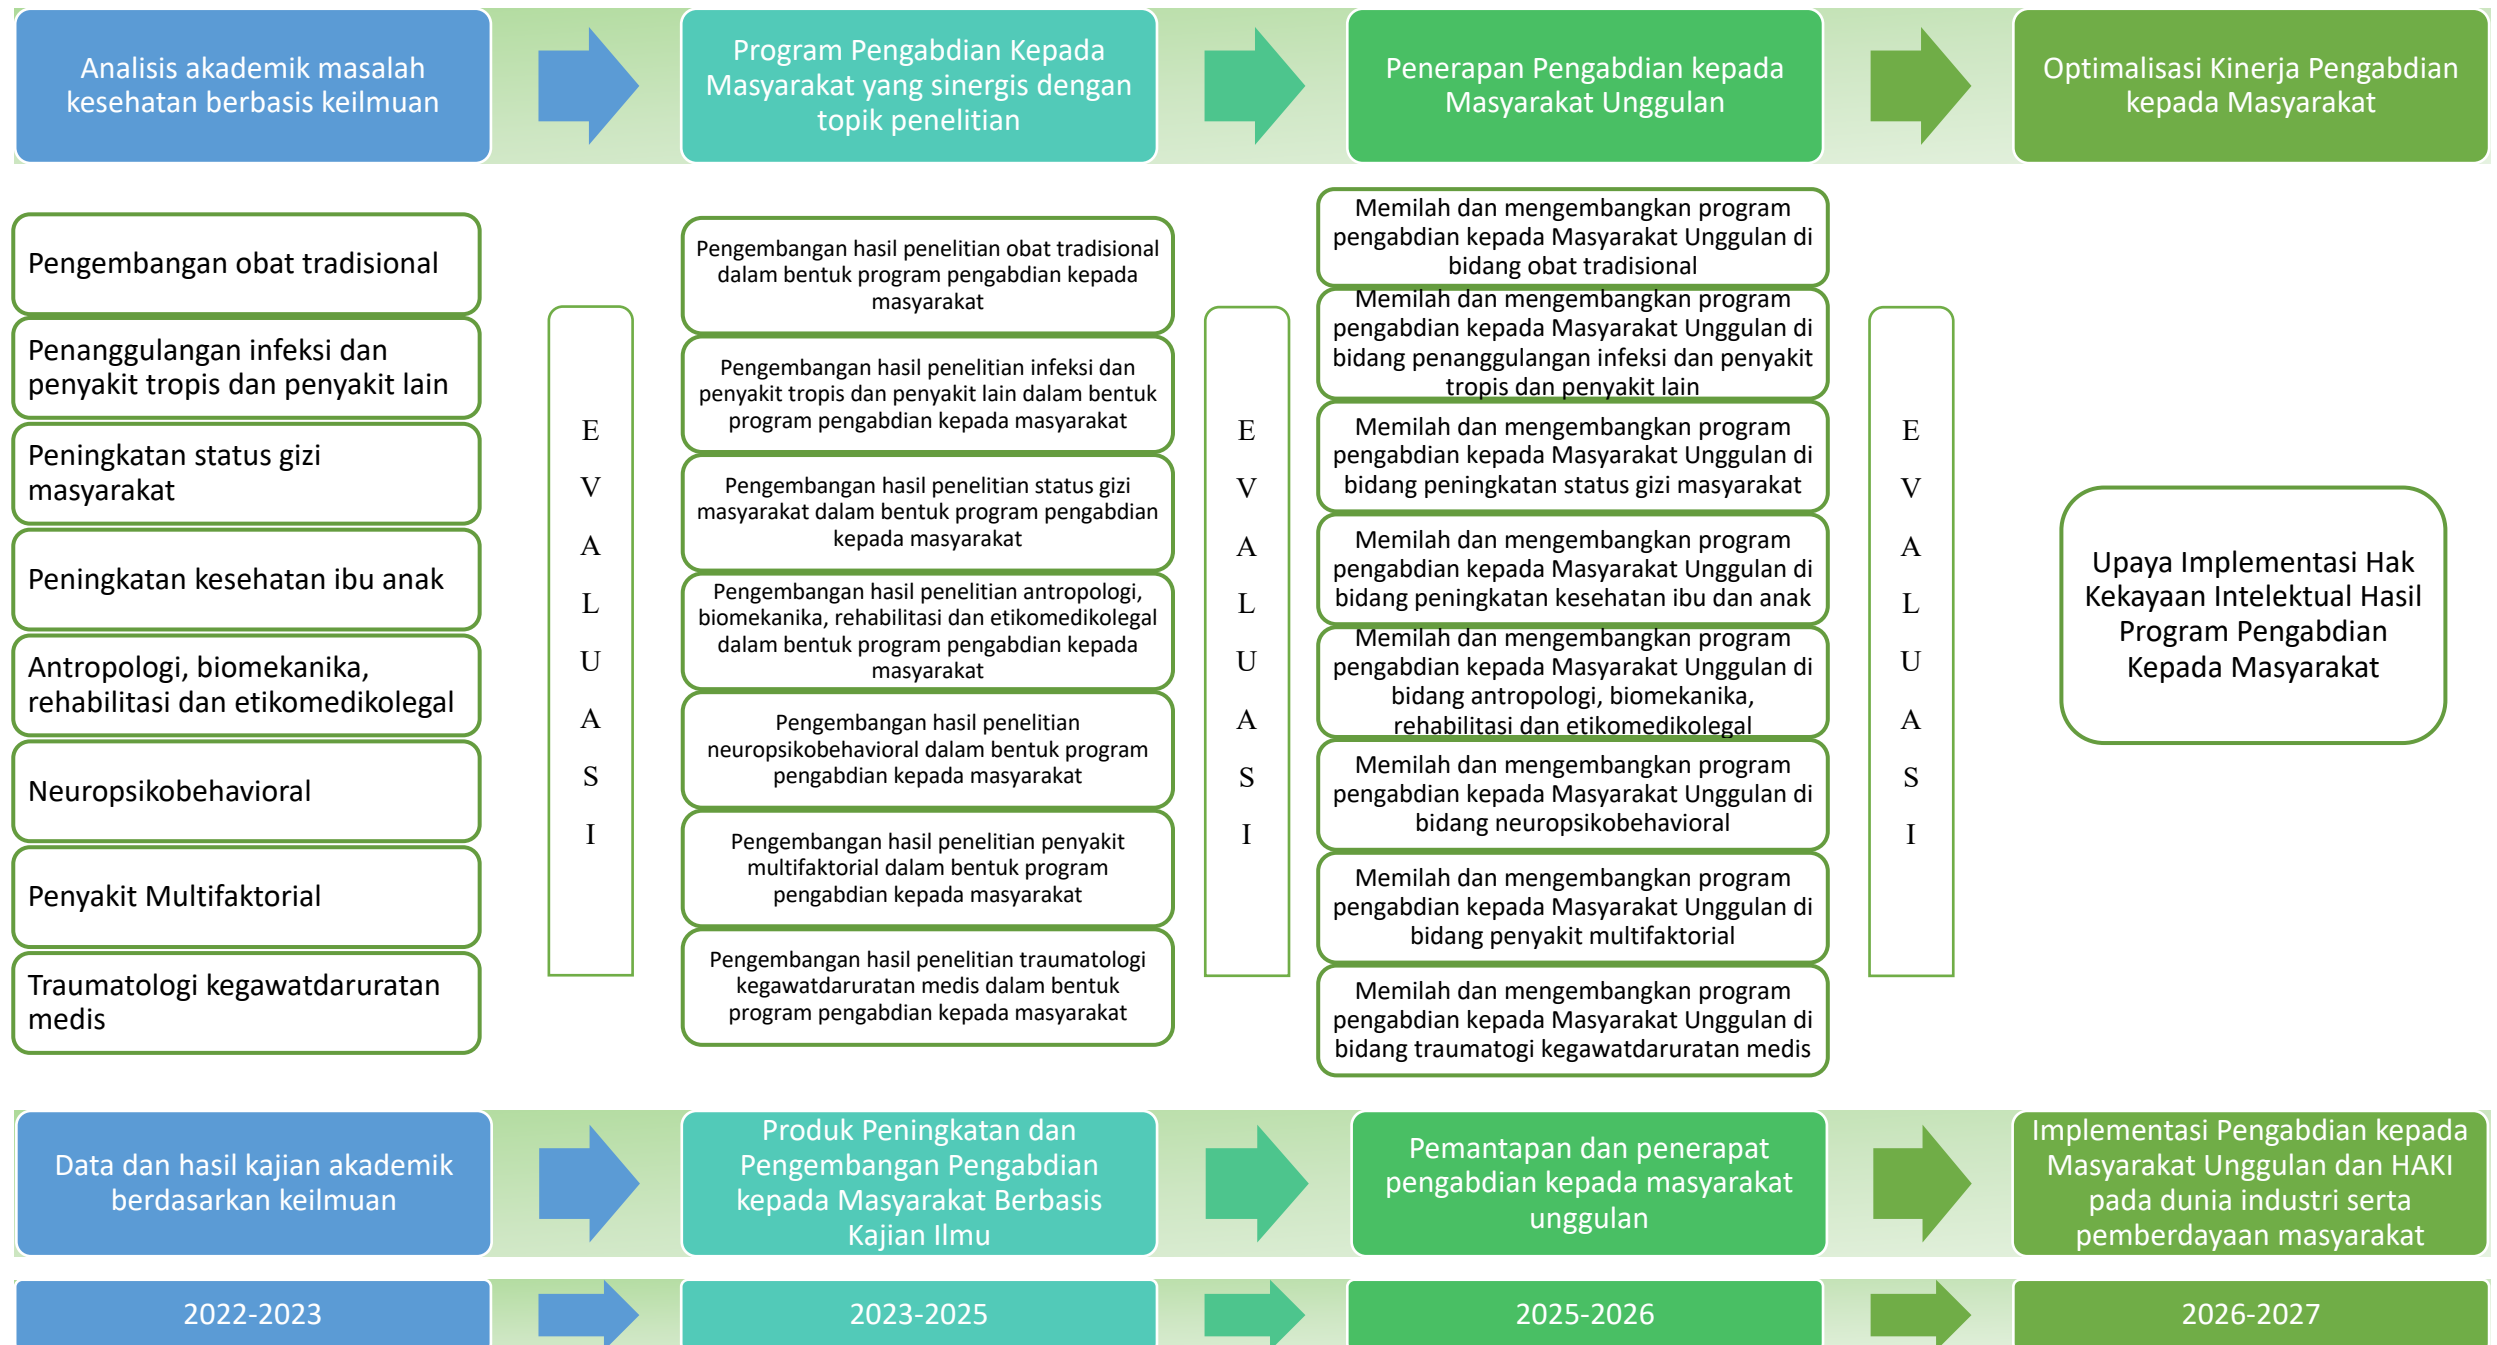 Analisis akademik masalah
kesehatan berbasis keilmuan
Program Pengabdian Kepada
Masyarakat yang sinergis dengan
topik penelitian
Penerapan Pengabdian kepada
Masyarakat Unggulan
Optimalisasi Kinerja Pengabdian
kepada Masyarakat
Pengembangan obat tradisional
Penanggulangan infeksi dan
penyakit tropis dan penyakit lain
Peningkatan status gizi
masyarakat
Peningkatan kesehatan ibu anak
Antropologi, biomekanika,
rehabilitasi dan etikomedikolegal
Neuropsikobehavioral
Penyakit Multifaktorial
Traumatologi kegawatdaruratan
medis
E
V
A
L
U
A
S
I
Pengembangan hasil penelitian obat tradisional
dalam bentuk program pengabdian kepada
masyarakat
Pengembangan hasil penelitian infeksi dan
penyakit tropis dan penyakit lain dalam bentuk
program pengabdian kepada masyarakat
Pengembangan hasil penelitian status gizi
masyarakat dalam bentuk program pengabdian
kepada masyarakat
Pengembangan hasil penelitian antropologi,
biomekanika, rehabilitasi dan etikomedikolegal
dalam bentuk program pengabdian kepada
masyarakat
Pengembangan hasil penelitian
neuropsikobehavioral dalam bentuk program
pengabdian kepada masyarakat
Pengembangan hasil penelitian penyakit
multifaktorial dalam bentuk program
pengabdian kepada masyarakat
Pengembangan hasil penelitian traumatologi
kegawatdaruratan medis dalam bentuk
program pengabdian kepada masyarakat
E
V
A
L
U
A
S
I
Memilah dan mengembangkan program
pengabdian kepada Masyarakat Unggulan di
bidang obat tradisional
Memilah dan mengembangkan program
pengabdian kepada Masyarakat Unggulan di
bidang penanggulangan infeksi dan penyakit
tropis dan penyakit lain
Memilah dan mengembangkan program
pengabdian kepada Masyarakat Unggulan di
bidang peningkatan status gizi masyarakat
Memilah dan mengembangkan program
pengabdian kepada Masyarakat Unggulan di
bidang peningkatan kesehatan ibu dan anak
Memilah dan mengembangkan program
pengabdian kepada Masyarakat Unggulan di
bidang antropologi, biomekanika,
rehabilitasi dan etikomedikolegal
Memilah dan mengembangkan program
pengabdian kepada Masyarakat Unggulan di
bidang neuropsikobehavioral
Memilah dan mengembangkan program
pengabdian kepada Masyarakat Unggulan di
bidang penyakit multifaktorial
Memilah dan mengembangkan program
pengabdian kepada Masyarakat Unggulan di
bidang traumatogi kegawatdaruratan medis
E
V
A
L
U
A
S
I
Upaya Implementasi Hak
Kekayaan Intelektual Hasil
Program Pengabdian
Kepada Masyarakat
Data dan hasil kajian akademik
berdasarkan keilmuan
Produk Peningkatan dan
Pengembangan Pengabdian
kepada Masyarakat Berbasis
Kajian Ilmu
Pemantapan dan penerapat
pengabdian kepada masyarakat
unggulan
Implementasi Pengabdian kepada
Masyarakat Unggulan dan HAKI
pada dunia industri serta
pemberdayaan masyarakat
2022-2023
2023-2025
2025-2026
2026-2027